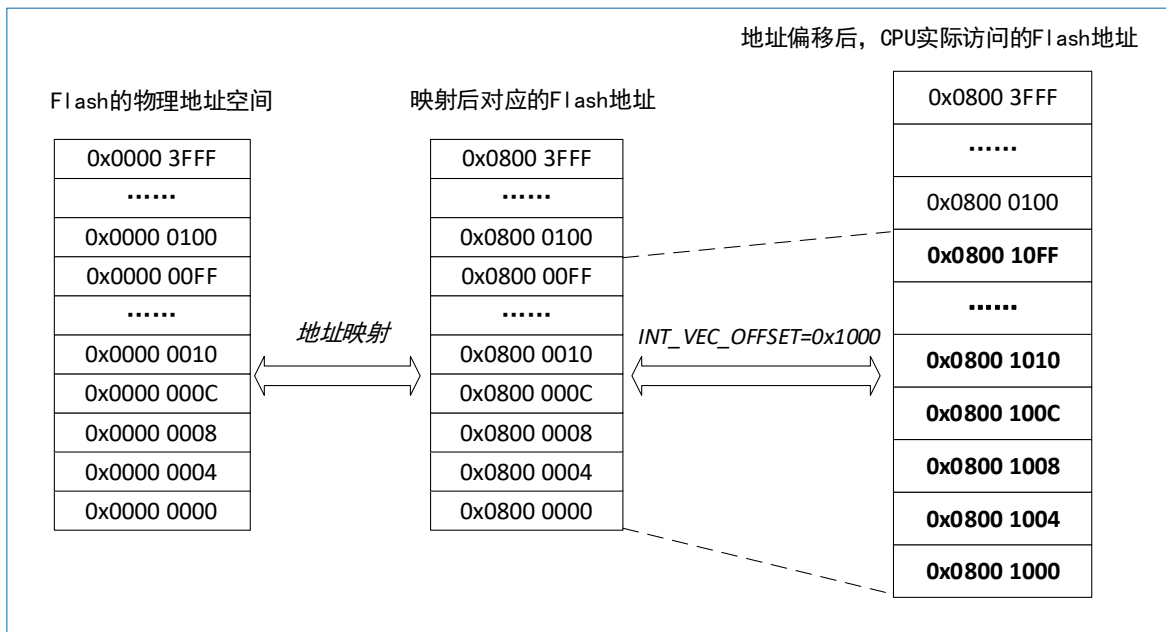 地址偏移后，CPU实际访问的Flash地址
Flash的物理地址空间
0x0000 3FFF
……
0x0000 0100
0x0000 00FF
……
0x0000 0010
0x0000 000C
0x0000 0008
0x0000 0004
0x0000 0000
地址映射
映射后对应的Flash地址
0x0800 3FFF
……
0x0800 0100
0x0800 00FF
……
0x0800 0010
0x0800 000C
0x0800 0008
0x0800 0004
0x0800 0000
INT_VEC_OFFSET=0x1000
0x0800 3FFF
……
0x0800 0100
0x0800 10FF
……
0x0800 1010
0x0800 100C
0x0800 1008
0x0800 1004
0x0800 1000